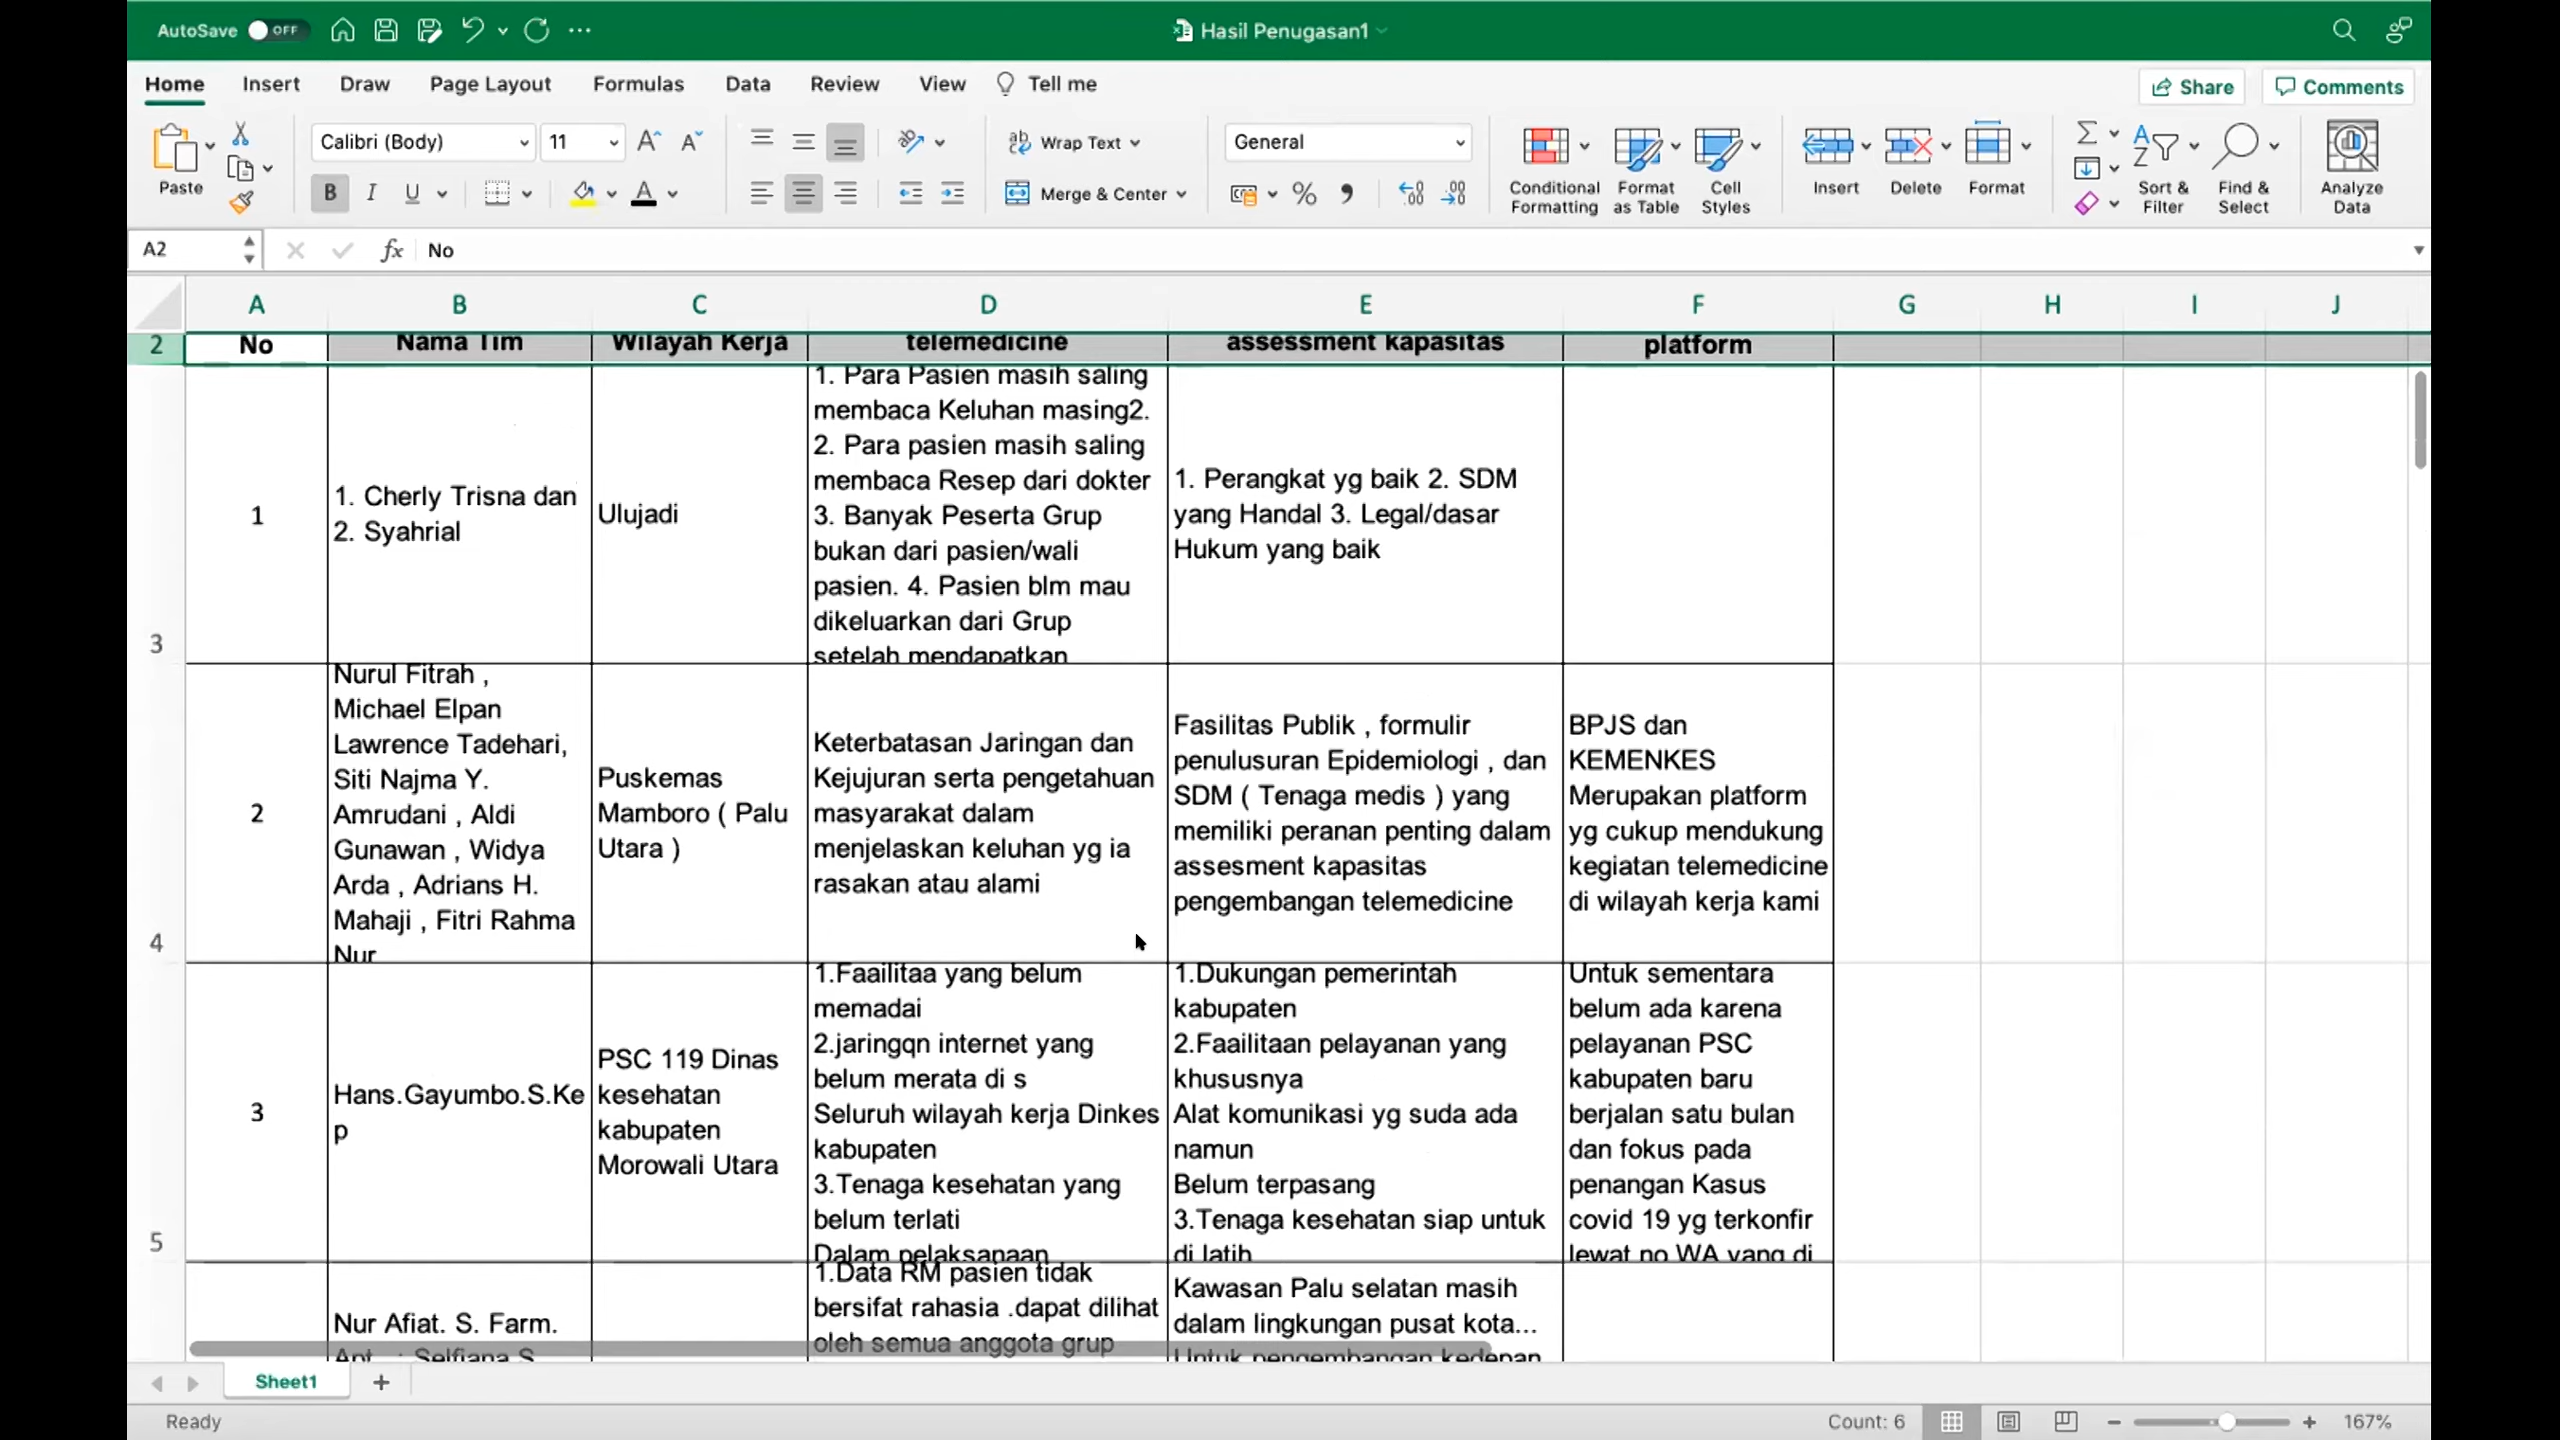 AutoSave OFF
Hasil Penugasan1
Home Insert Draw Page Layout Formulas Data Review View Tell me
Share Comments
Paste
Calibri (Body) 11
Wrap Text
General
B I U
Merge & Center
Conditional
Formatting
Format
as Table
Cell
Styles
Insert
Delete
Format
Sort &
Filter
Find &
Select
Analyze
Data
A2 fx No
A B C D E F G H I J
2 No Nama Tim Wilayah Kerja telemedicine assessment kapasitas platform
3
1
1. Cherly Trisna dan
2. Syahrial
Ulujadi
1. Para Pasien masih saling
membaca Keluhan masing2.
2. Para pasien masih saling
membaca Resep dari dokter
3. Banyak Peserta Grup
bukan dari pasien/wali
pasien. 4. Pasien blm mau
dikeluarkan dari Grup
setelah mendapatkan
1. Perangkat yg baik 2. SDM
yang Handal 3. Legal/dasar
Hukum yang baik
4
2
Nurul Fitrah ,
Michael Elpan
Lawrence Tadehari,
Siti Najma Y.
Amrudani , Aldi
Gunawan , Widya
Arda , Adrians H.
Mahaji , Fitri Rahma
Nur
Puskemas
Mamboro ( Palu
Utara )
Keterbatasan Jaringan dan
Kejujuran serta pengetahuan
masyarakat dalam
menjelaskan keluhan yg ia
rasakan atau alami
Fasilitas Publik , formulir
penulusuran Epidemiologi , dan
SDM ( Tenaga medis ) yang
memiliki peranan penting dalam
assesment kapasitas
pengembangan telemedicine
BPJS dan
KEMENKES
Merupakan platform
yg cukup mendukung
kegiatan telemedicine
di wilayah kerja kami
5
3
Hans.Gayumbo.S.Ke
p
PSC 119 Dinas
kesehatan
kabupaten
Morowali Utara
1.Faailitaa yang belum
memadai
2.jaringqn internet yang
belum merata di s
Seluruh wilayah kerja Dinkes
kabupaten
3.Tenaga kesehatan yang
belum terlati
Dalam pelaksanaan
1.Dukungan pemerintah
kabupaten
2.Faailitaan pelayanan yang
khususnya
Alat komunikasi yg suda ada
namun
Belum terpasang
3.Tenaga kesehatan siap untuk
di latih
Untuk sementara
belum ada karena
pelayanan PSC
kabupaten baru
berjalan satu bulan
dan fokus pada
penangan Kasus
covid 19 yg terkonfir
lewat no WA yang di
Nur Afiat. S. Farm.
Apt. , Selfiana S
1.Data RM pasien tidak
bersifat rahasia .dapat dilihat
oleh semua anggota grup
Kawasan Palu selatan masih
dalam lingkungan pusat kota...
Untuk pengembangan kedepan
Sheet1
Ready
Count: 6
167%